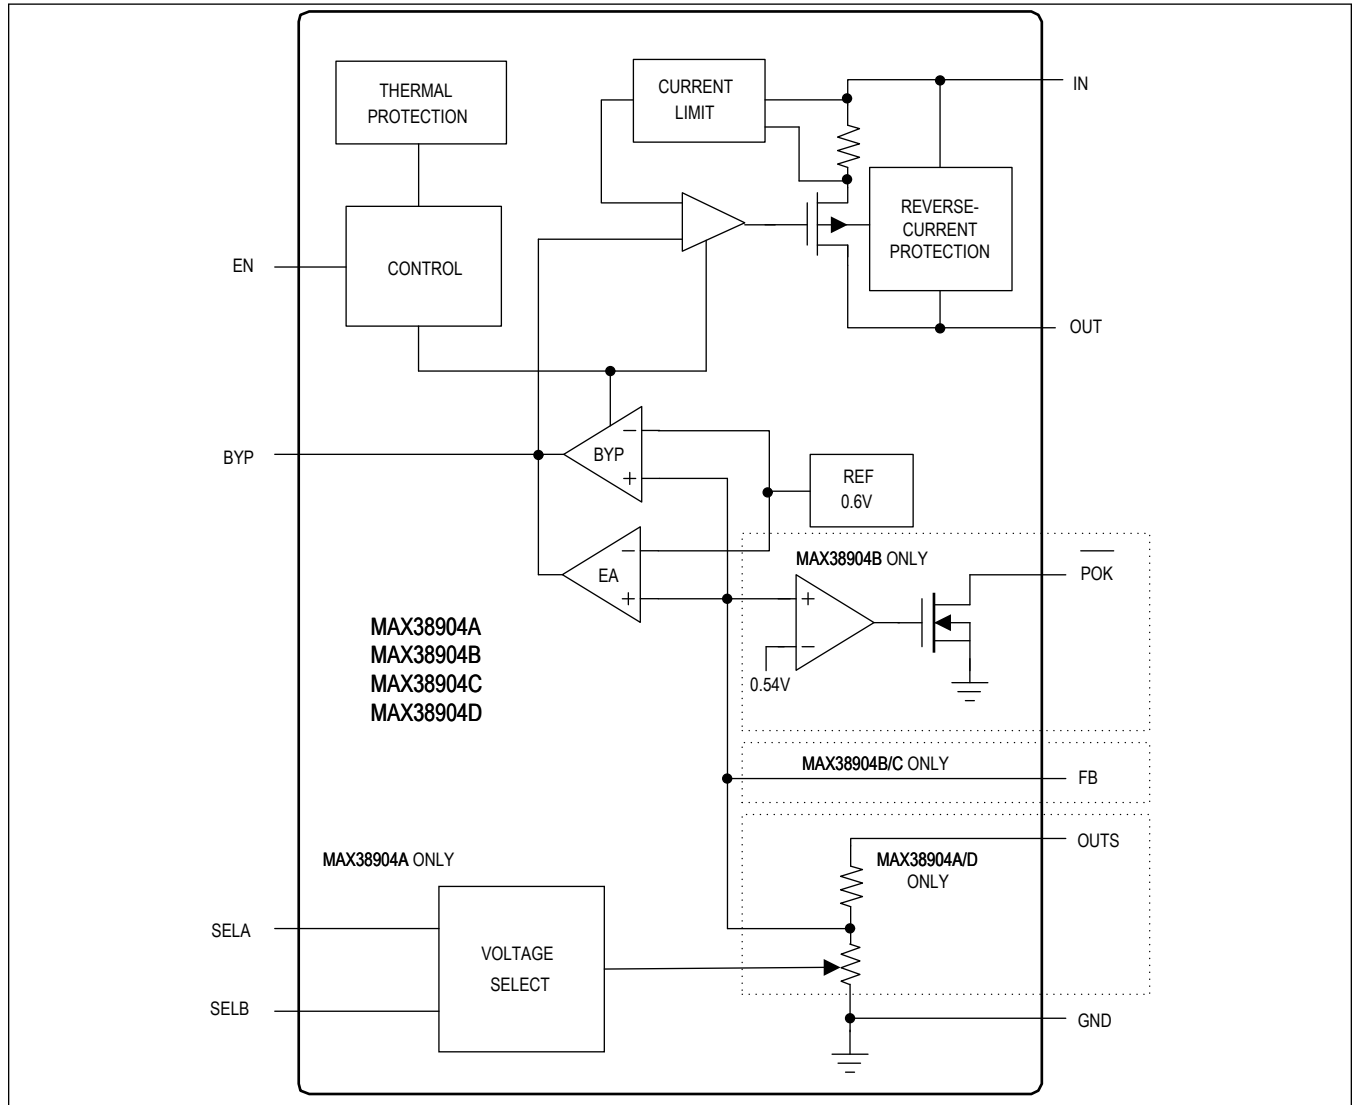 THERMAL
PROTECTION
CURRENT
LIMIT
IN
REVERSE-
CURRENT
PROTECTION
EN
CONTROL
OUT
BYP
BYP
−
+
REF
0.6V
EA
−
+
MAX38904B ONLY
POK
+
−
0.54V
MAX38904A
MAX38904B
MAX38904C
MAX38904D
MAX38904B/C ONLY
FB
OUTS
MAX38904A/D
ONLY
MAX38904A ONLY
SELA
VOLTAGE
SELECT
SELB
GND